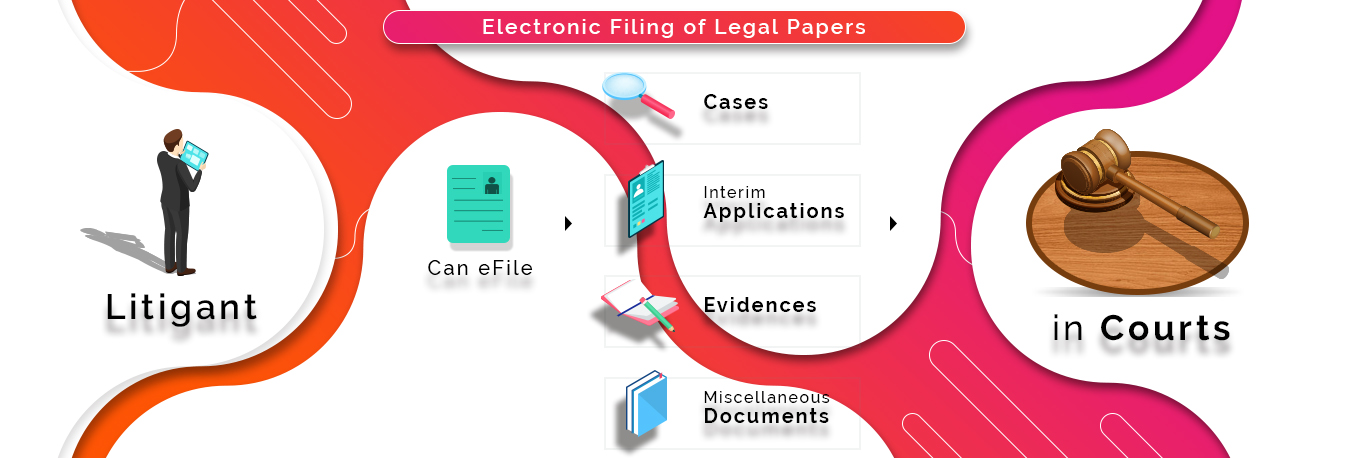 Electronic Filing of Legal Papers
Litigant
Can eFile
Cases
Interim
Applications
Evidences
Miscellaneous
Documents
in Courts